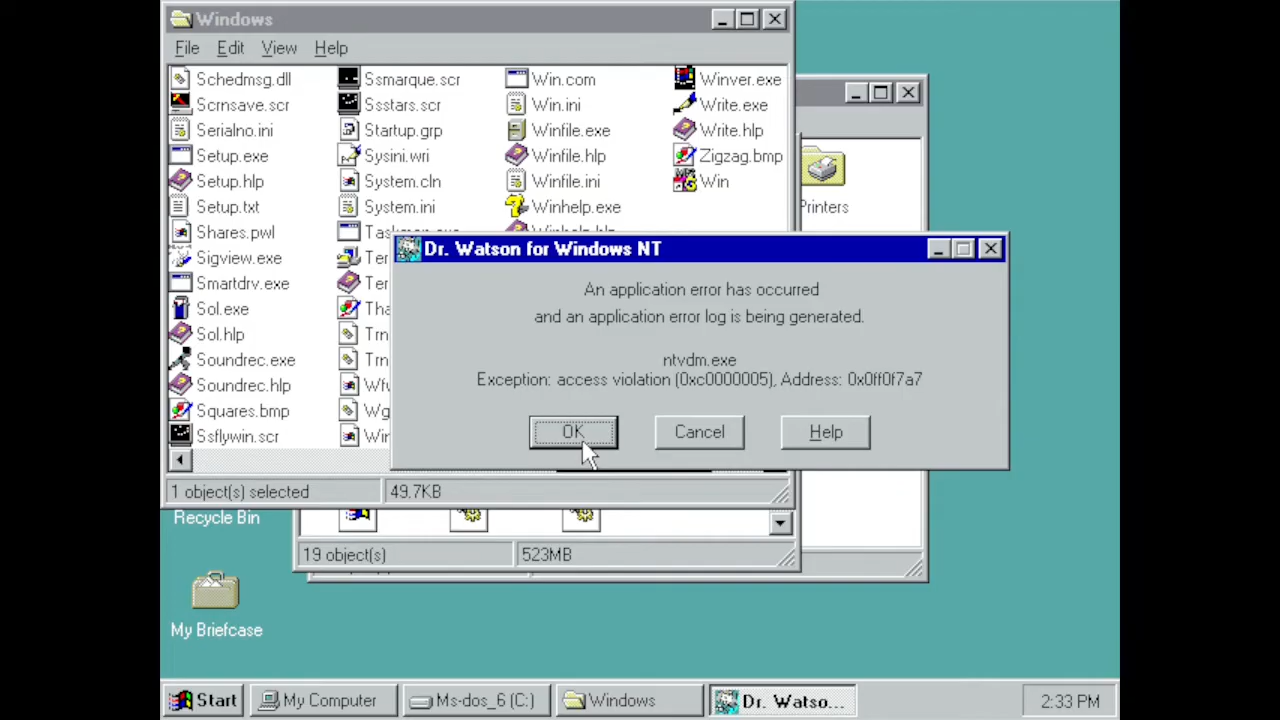 Windows
File Edit View Help
Schedmsg.dll
Scrnsave.scr
Serialno.ini
Setup.exe
Setup.hlp
Setup.txt
Shares.pwl
Sigview.exe
Smartdrv.exe
Sol.exe
Sol.hlp
Soundrec.exe
Soundrec.hlp
Squares.bmp
Ssflywin.scr
Ssmarque.scr
Ssstars.scr
Startup.grp
Sysini.wri
System.cln
System.ini
Win.com
Win.ini
Winfile.exe
Winfile.hlp
Winfile.ini
Winhelp.exe
Winhelp.hlp
Winver.exe
Write.exe
Write.hlp
Zigzag.bmp
Win
1 object(s) selected 49.7KB
Printers
Dr. Watson for Windows NT
An application error has occurred
and an application error log is being generated.
ntvdm.exe
Exception: access violation (0xc0000005), Address: 0x0ff0f7a7
OK Cancel Help
Recycle Bin
19 object(s) 523MB
My Briefcase
Start My Computer Ms-dos_6 (C:) Windows Dr. Watso... 2:33 PM